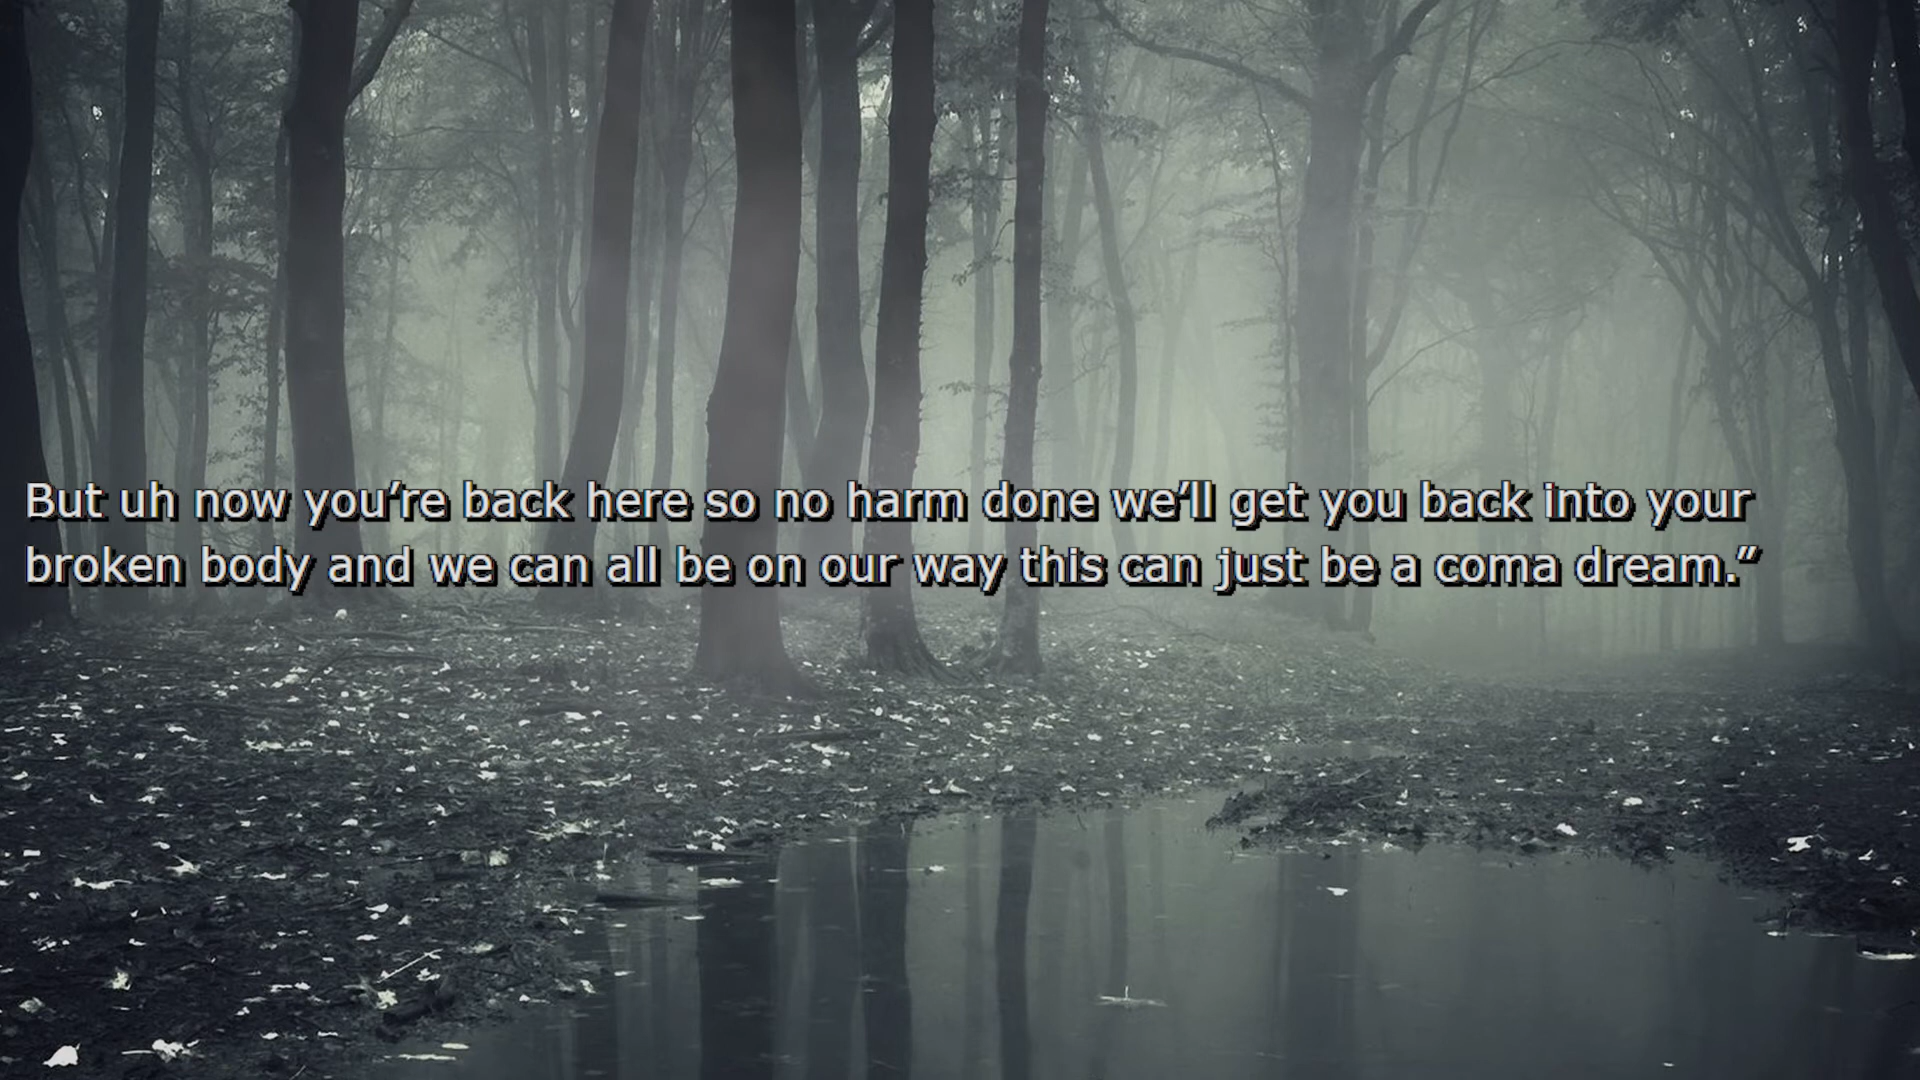 But uh now you’re back here so no harm done we’ll get you back into your
broken body and we can all be on our way this can just be a coma dream.”